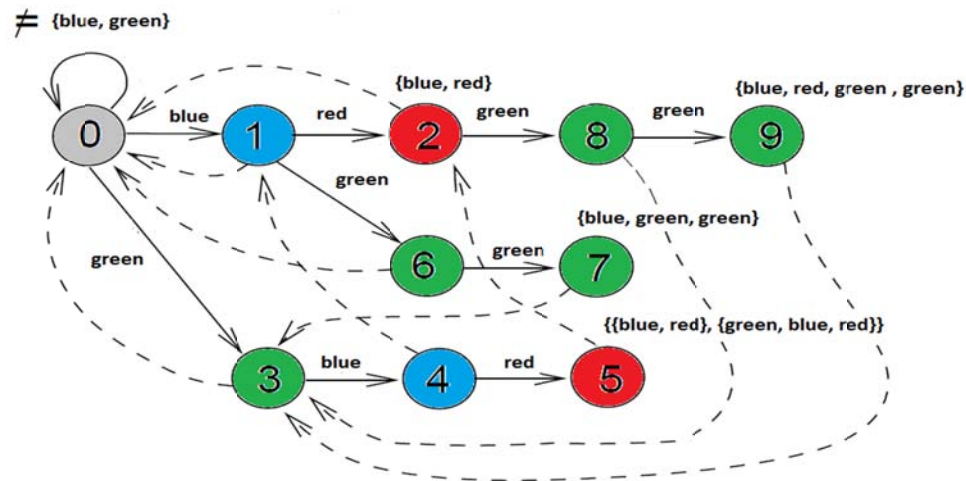 ≠ {blue, green}
{blue, red}
{blue, red, green , green}
0 blue 1 red 2 green 8 green 9
green
{blue, green, green}
green
6 green 7
{{blue, red}, {green, blue, red}}
3 blue 4 red 5